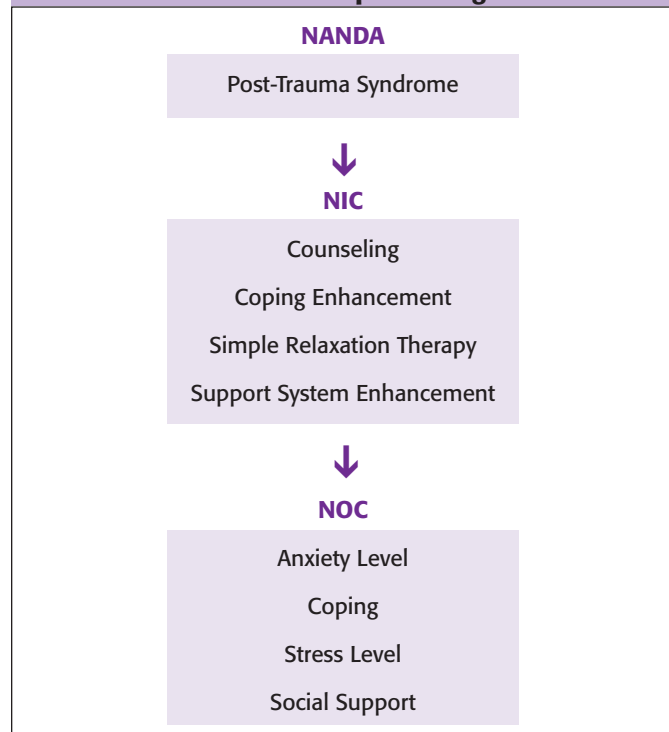 NANDA
Post-Trauma Syndrome
NIC
Counseling
Coping Enhancement
Simple Relaxation Therapy
Support System Enhancement
NOC
Anxiety Level
Coping
Stress Level
Social Support